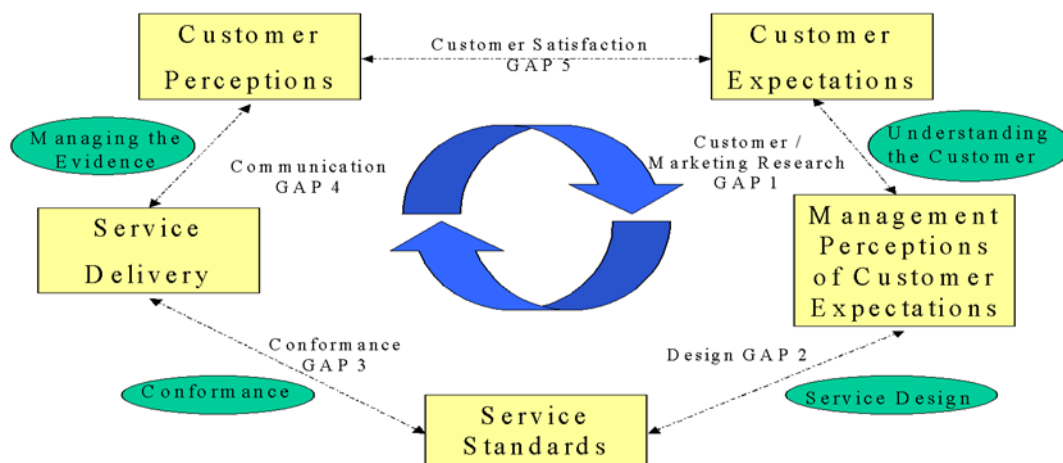 Customer
Perceptions
Customer Satisfaction
GAP 5
Customer
Expectations
Managing the
Evidence
Communication
GAP 4
Customer /
Marketing Research
GAP 1
Understanding
the Customer
Service
Delivery
Management
Perceptions
of Customer
Expectations
Conformance
GAP 3
Design GAP 2
Conformance
Service Design
Service
Standards